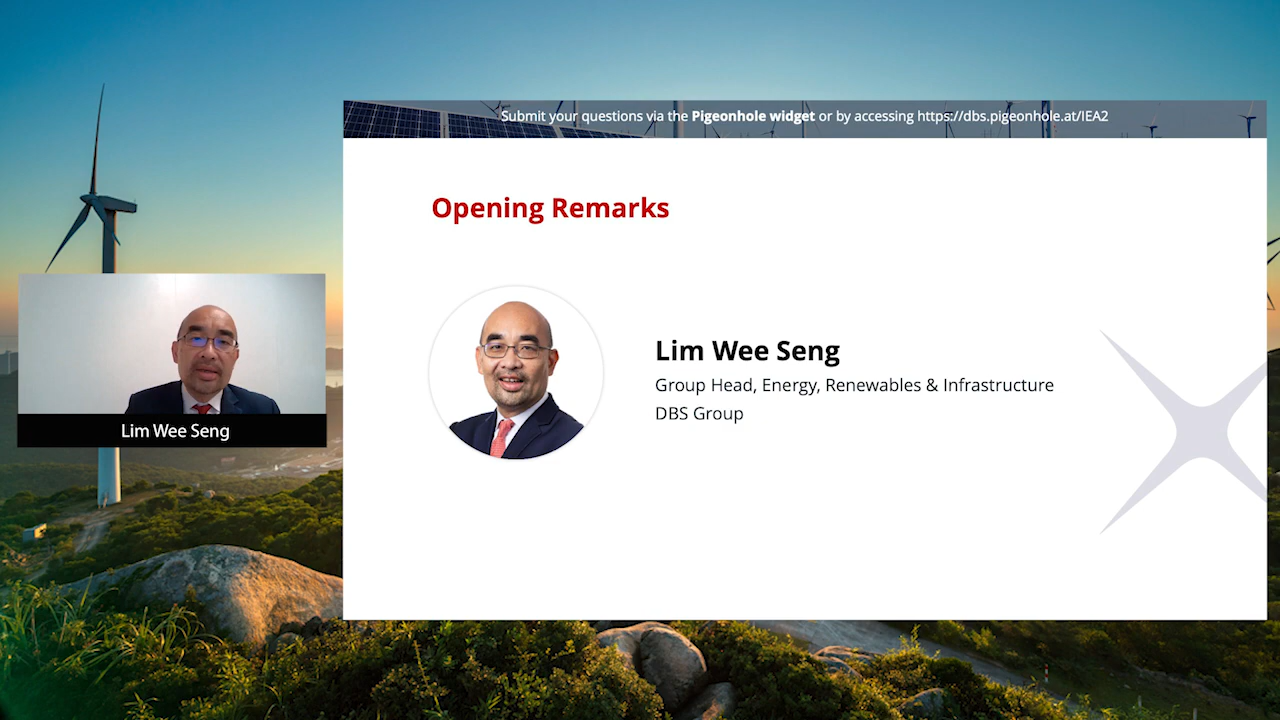 Submit your questions via the Pigeonhole widget or by accessing https://dbs.pigeonhole.at/IEA2
Opening Remarks
Lim Wee Seng
Group Head, Energy, Renewables & Infrastructure
DBS Group
Lim Wee Seng